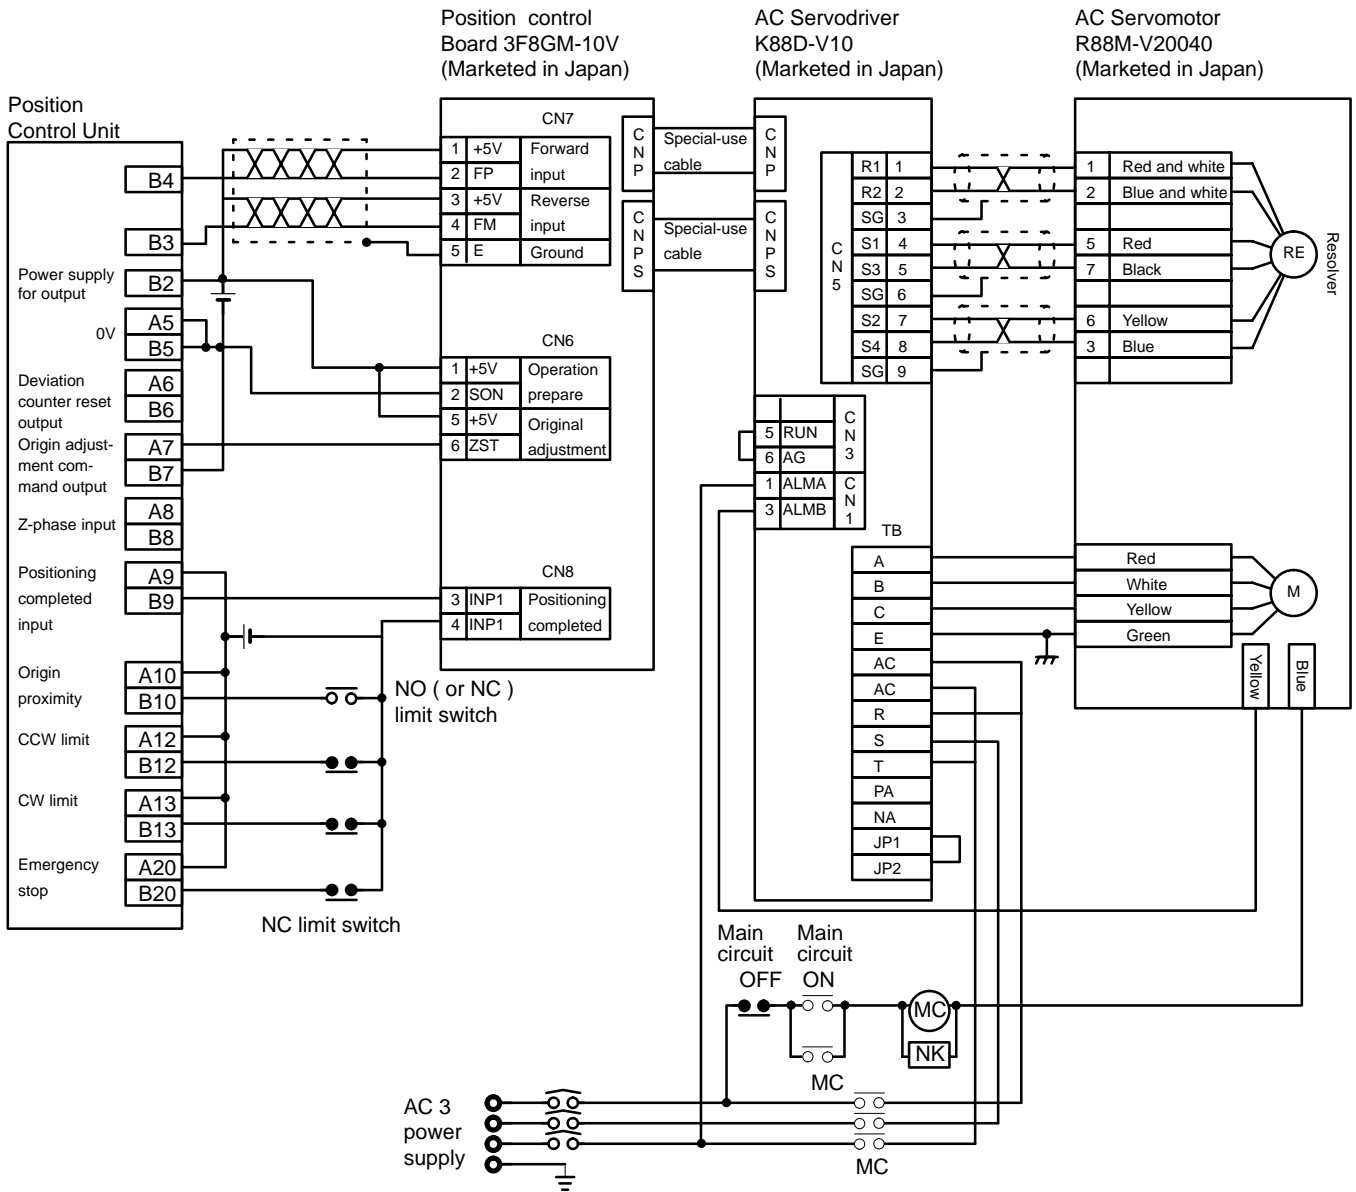 Position control
Board 3F8GM-10V
(Marketed in Japan)
AC Servodriver
K88D-V10
(Marketed in Japan)
AC Servomotor
R88M-V20040
(Marketed in Japan)
Position
Control Unit
B4
B3
Power supply
for output
B2
0V
A5
B5
Deviation
counter reset
output
A6
B6
Origin adjust-
ment com-
mand output
A7
B7
Z-phase input
A8
B8
Positioning
completed
input
A9
B9
Origin
proximity
A10
B10
CCW limit
A12
B12
CW limit
A13
B13
Emergency
stop
A20
B20
NO ( or NC )
limit switch
NC limit switch
CN7
1 +5V Forward
2 FP input
3 +5V Reverse
4 FM input
5 E Ground
CN6
1 +5V Operation
2 SON prepare
5 +5V Original
6 ZST adjustment
CN8
3 INP1 Positioning
4 INP1 completed
CNP
Special-use
cable
CNP
CNPS
Special-use
cable
CNPS
CN5
R1 1
R2 2
SG 3
S1 4
S3 5
SG 6
S2 7
S4 8
SG 9
CN3
5 RUN
6 AG
CN1
1 ALMA
3 ALMB
TB
A
B
C
E
AC
AC
R
S
T
PA
NA
JP1
JP2
1 Red and white
2 Blue and white
5 Red
7 Black
6 Yellow
3 Blue
RE
Resolver
Red
White
Yellow
Green
M
Yellow
Blue
Main
circuit
OFF
Main
circuit
ON
MC
NK
MC
AC 3
power
supply
MC